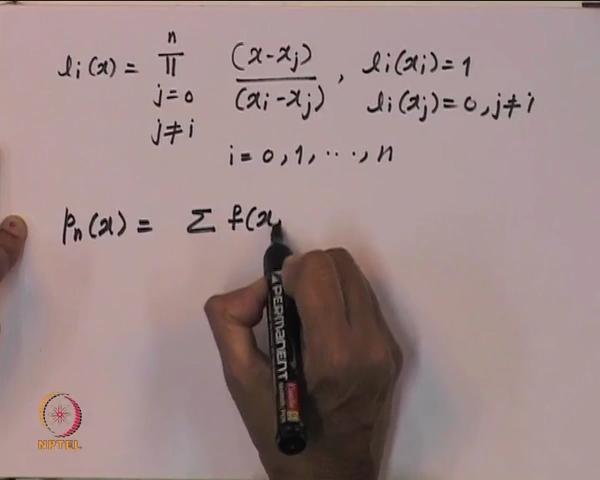 n
li(x) = Π (x-xj) / (xi-xj) , li(xi)=1
j=0 li(xj)=0, j≠i
j≠i
i=0,1,...,n
pn(x) = Σ f(x
PERMANENT
NPTEL